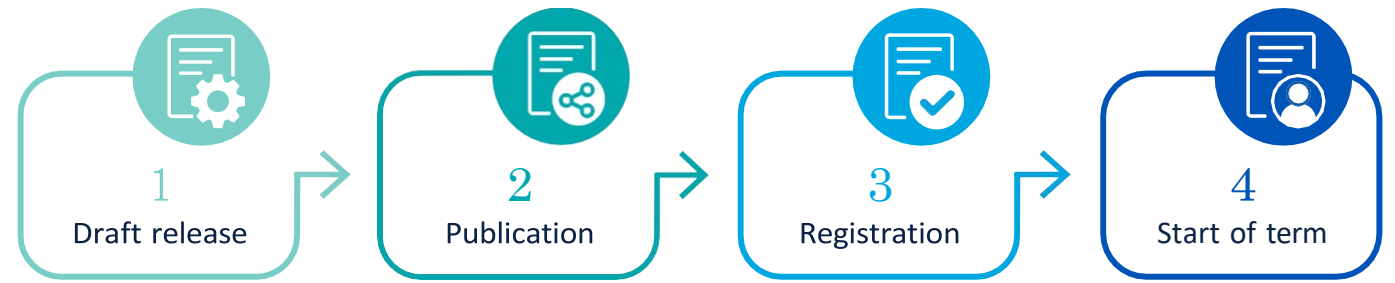 1
Draft release
2
Publication
3
Registration
4
Start of term